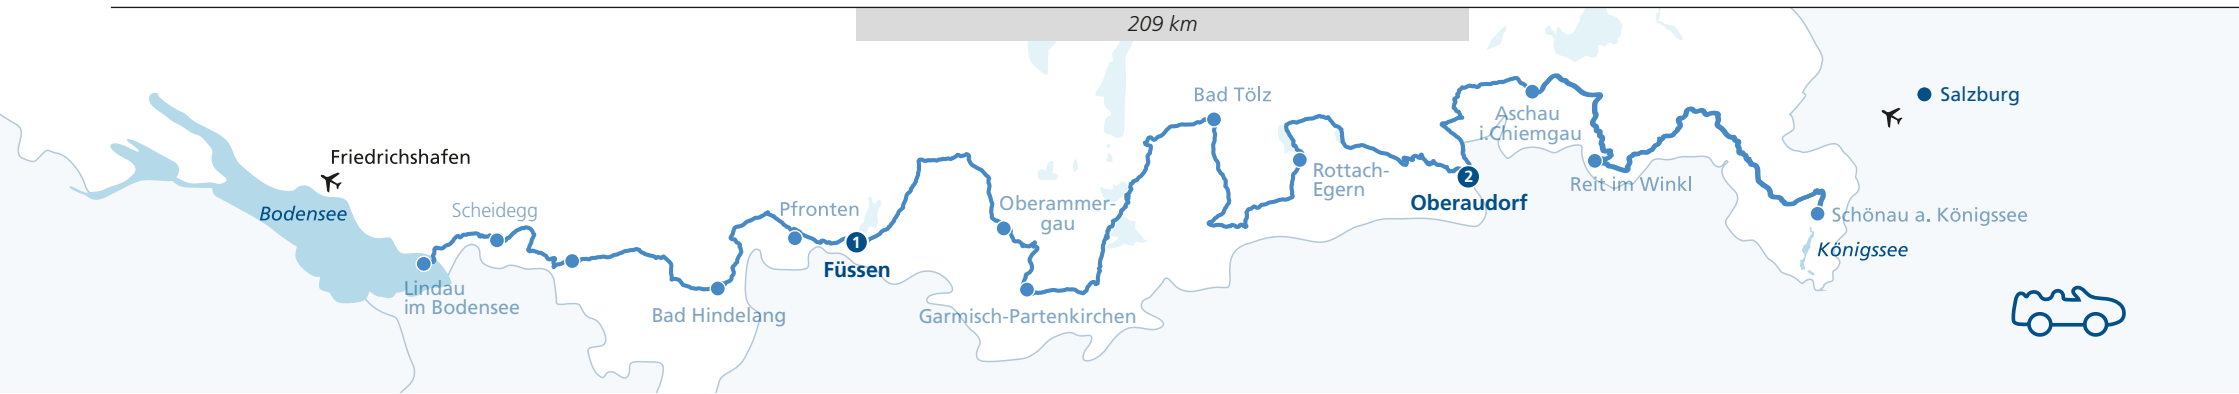 209 km
Bad Tölz
Salzburg
Aschau
i.Chiemgau
Friedrichshafen
Rottach-
Egern
2
Reit im Winkl
Oberaudorf
Oberammer-
gau
Pfronten
Scheidegg
Bodensee
Schönau a. Königssee
1
Königssee
Füssen
Lindau
im Bodensee
Bad Hindelang
Garmisch-Partenkirchen